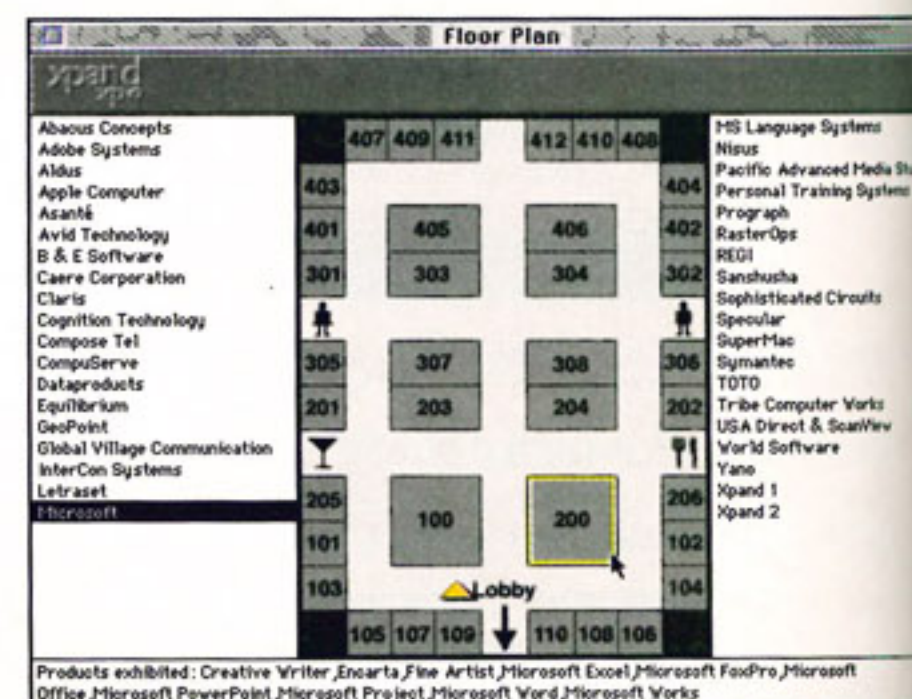 Floor Plan
xpand
xpo
Abacus Concepts
Adobe Systems
Aldus
Apple Computer
Asanté
Avid Technology
B & E Software
Caere Corporation
Claris
Cognition Technology
Compose Tel
CompuServe
Dataproducts
Equilibrium
GeoPoint
Global Village Communication
InterCon Systems
Letraset
Microsoft
407 409 411 412 410 408
403 404
401 405 406 402
301 303 304 302
305 307 308 306
201 203 204 202
205 100 200 206
101 102
103 Lobby 104
105 107 109 110 108 106
MS Language Systems
Nisus
Pacific Advanced Media
Personal Training Systems
Prograph
RasterOps
REGI
Sanshusha
Sophisticated Circuits
Specular
SuperMac
Symantec
TOTO
Tribe Computer Works
USA Direct & ScanView
World Software
Yano
Xpand 1
Xpand 2
Products exhibited: Creative Writer,Encarta,Fine Artist,Microsoft Excel,Microsoft FoxPro,Microsoft
Office,Microsoft PowerPoint,Microsoft Project,Microsoft Word,Microsoft Works